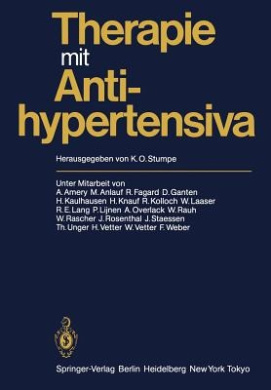 Therapie
mit
Anti-
hypertensiva
Herausgegeben von K.O.Stumpe
Unter Mitarbeit von
A.Amery M.Anlauf R.Fagard D.Ganten
H.Kaulhausen H.Knauf R.Kolloch W.Laaser
R.E.Lang P.Lijnen A.Overlack W.Rauh
W.Rascher J.Rosenthal J.Staessen
Th.Unger H.Vetter W.Vetter F.Weber
Springer-Verlag Berlin Heidelberg New York Tokyo